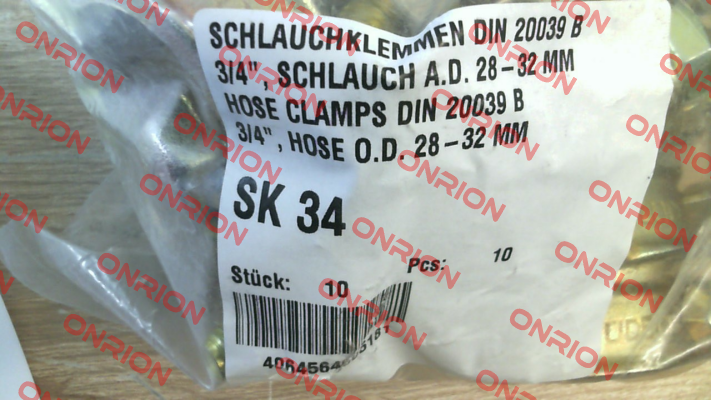 SCHLAUCHKLEMMEN DIN 20039 B
3/4", SCHLAUCH A.D. 28-32 MM
HOSE CLAMPS DIN 20039 B
3/4", HOSE O.D. 28-32 MM
SK 34
Stück: 10 Pcs: 10
ONRION